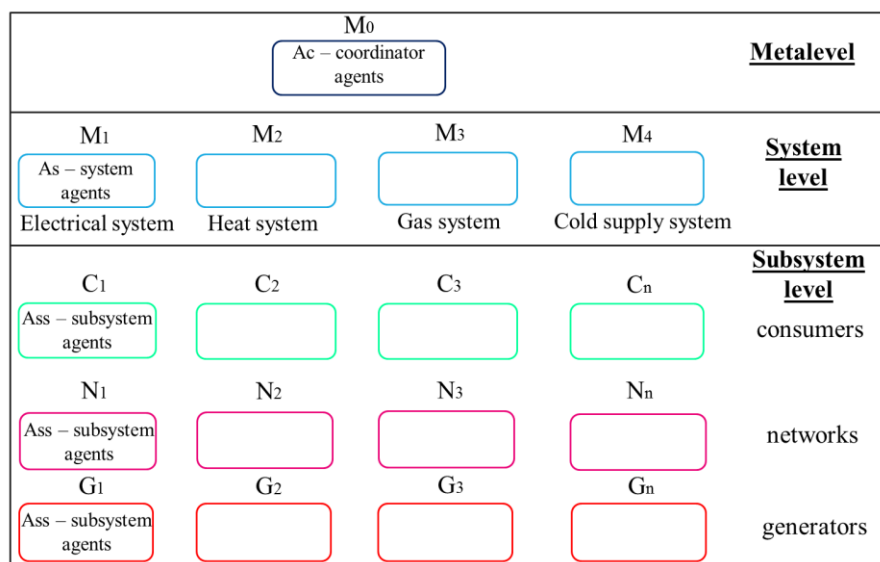 M0
Ac – coordinator
agents
Metalevel
M1 M2 M3 M4
As – system
agents
System
level
Electrical system Heat system Gas system Cold supply system
Subsystem
level
C1 C2 C3 Cn
Ass – subsystem
agents
consumers
N1 N2 N3 Nn
Ass – subsystem
agents
networks
G1 G2 G3 Gn
Ass – subsystem
agents
generators